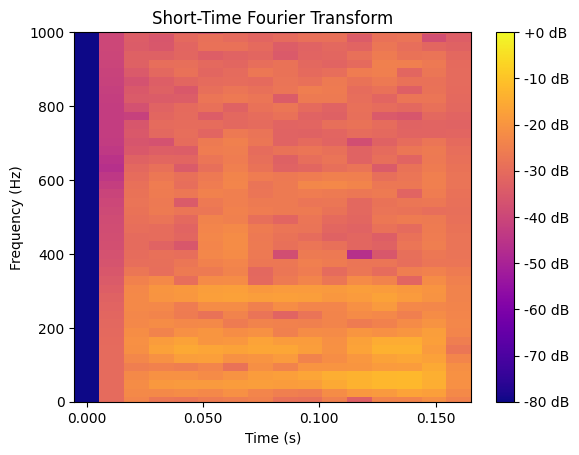 Short-Time Fourier Transform
1000
800
600
400
200
0
Frequency (Hz)
0.000
0.050
0.100
0.150
Time (s)
+0 dB
-10 dB
-20 dB
-30 dB
-40 dB
-50 dB
-60 dB
-70 dB
-80 dB